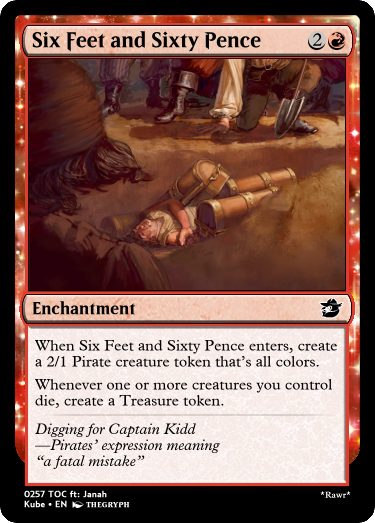 Six Feet and Sixty Pence 2
Enchantment
When Six Feet and Sixty Pence enters, create
a 2/1 Pirate creature token that's all colors.
Whenever one or more creatures you control
die, create a Treasure token.
Digging for Captain Kidd
—Pirates' expression meaning
"a fatal mistake"
0257 TOC ft: Janah
Kube • EN THEGRYPH
*Rawr*